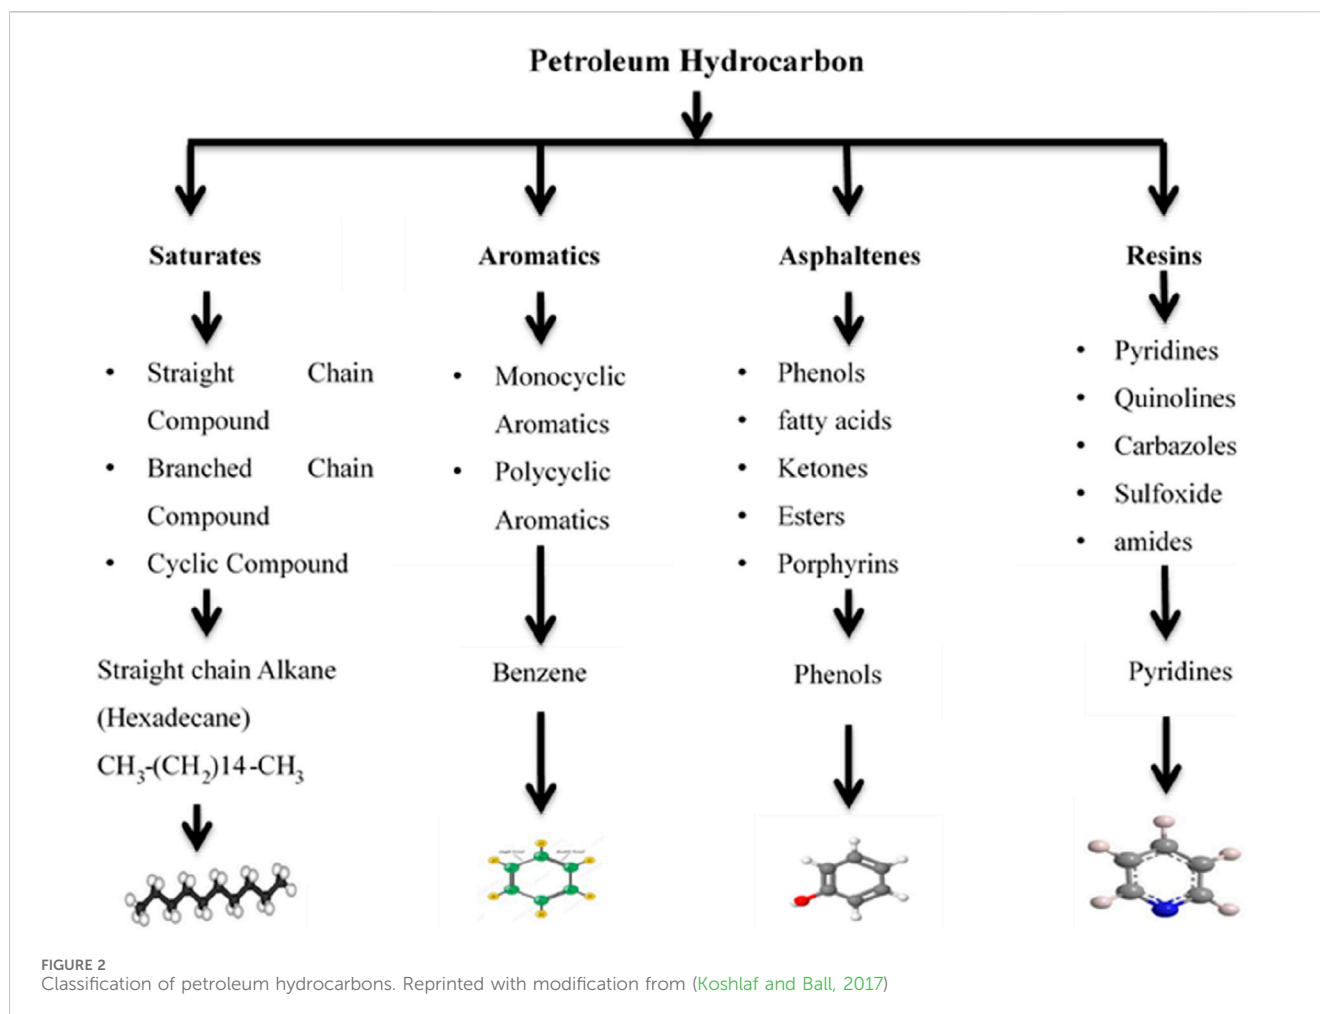 Petroleum Hydrocarbon
Saturates
Straight Chain
Compound
Branched Chain
Compound
Cyclic Compound
Straight chain Alkane
(Hexadecane)
CH₃-(CH₂)14-CH₃
Aromatics
Monocyclic
Aromatics
Polycyclic
Aromatics
Benzene
Asphaltenes
Phenols
fatty acids
Ketones
Esters
Porphyrins
Phenols
Resins
Pyridines
Quinolines
Carbazoles
Sulfoxide
amides
Pyridines
FIGURE 2
Classification of petroleum hydrocarbons. Reprinted with modification from (Koshlaf and Ball, 2017)